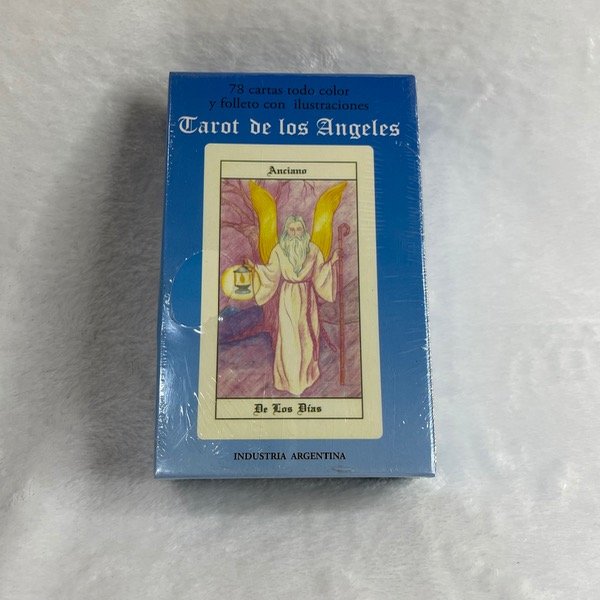 78 cartas todo color
y folleto con ilustraciones
Tarot de los Angeles
Anciano
De Los Días
INDUSTRIA ARGENTINA